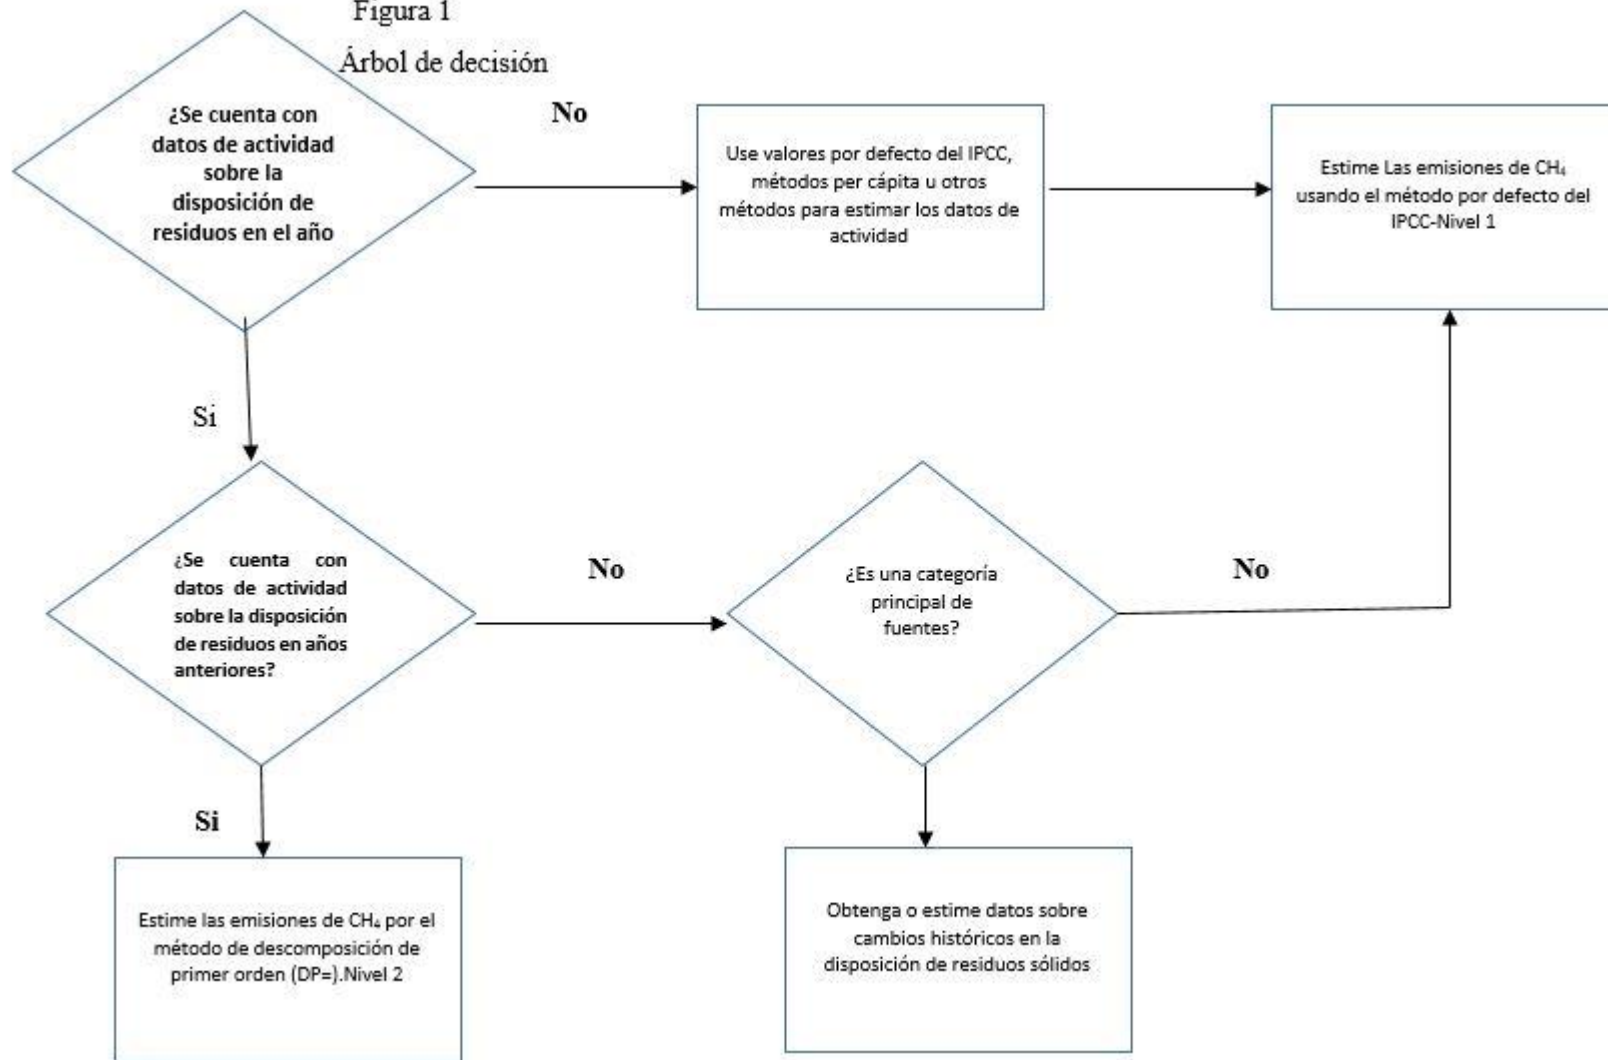 Figura 1
Árbol de decisión
¿Se cuenta con
datos de actividad
sobre la
disposición de
residuos en el año
No
Use valores por defecto del IPCC,
métodos per cápita u otros
métodos para estimar los datos de
actividad
Estime Las emisiones de CH₄
usando el método por defecto del
IPCC-Nivel 1
Si
¿Se cuenta con
datos de actividad
sobre la disposición
de residuos en años
anteriores?
No
¿Es una categoría
principal de
fuentes?
No
Si
Estime las emisiones de CH₄ por el
método de descomposición de
primer orden (DP=).Nivel 2
Obtenga o estime datos sobre
cambios históricos en la
disposición de residuos sólidos